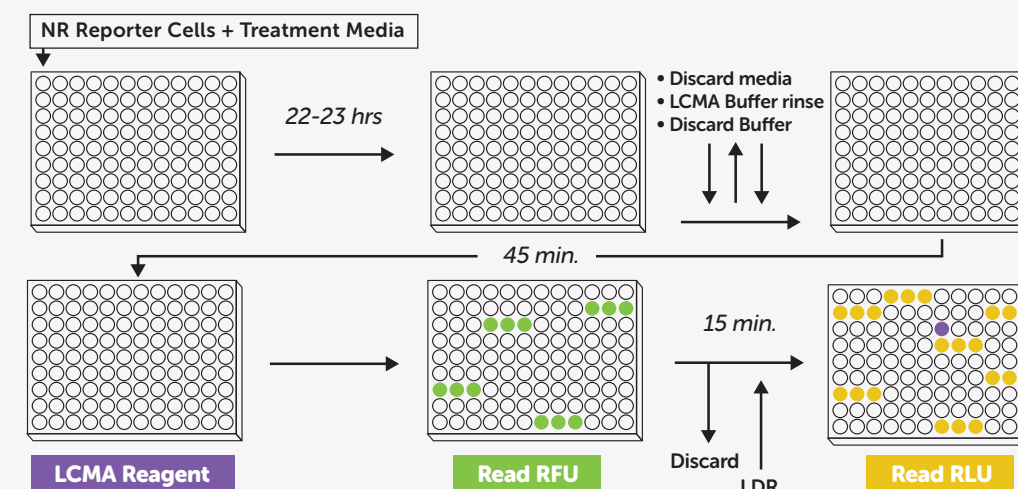 NR Reporter Cells + Treatment Media
22-23 hrs
• Discard media
• LCMA Buffer rinse
• Discard Buffer
45 min.
15 min.
Discard
LDR
LCMA Reagent
Read RFU
Read RLU